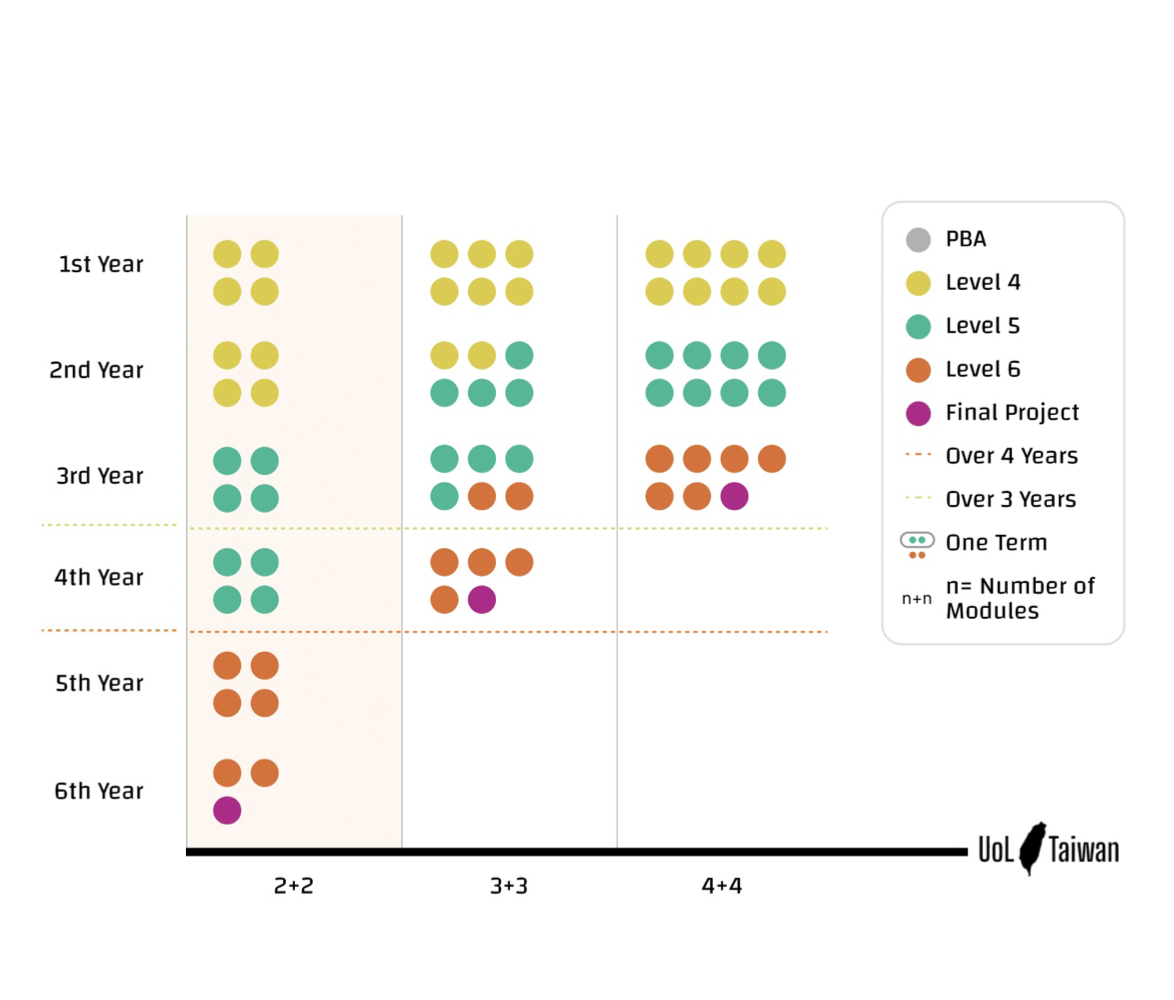 1st Year
2nd Year
3rd Year
4th Year
5th Year
6th Year
2+2
3+3
4+4
PBA
Level 4
Level 5
Level 6
Final Project
Over 4 Years
Over 3 Years
One Term
n+n
n= Number of
Modules
UoL Taiwan